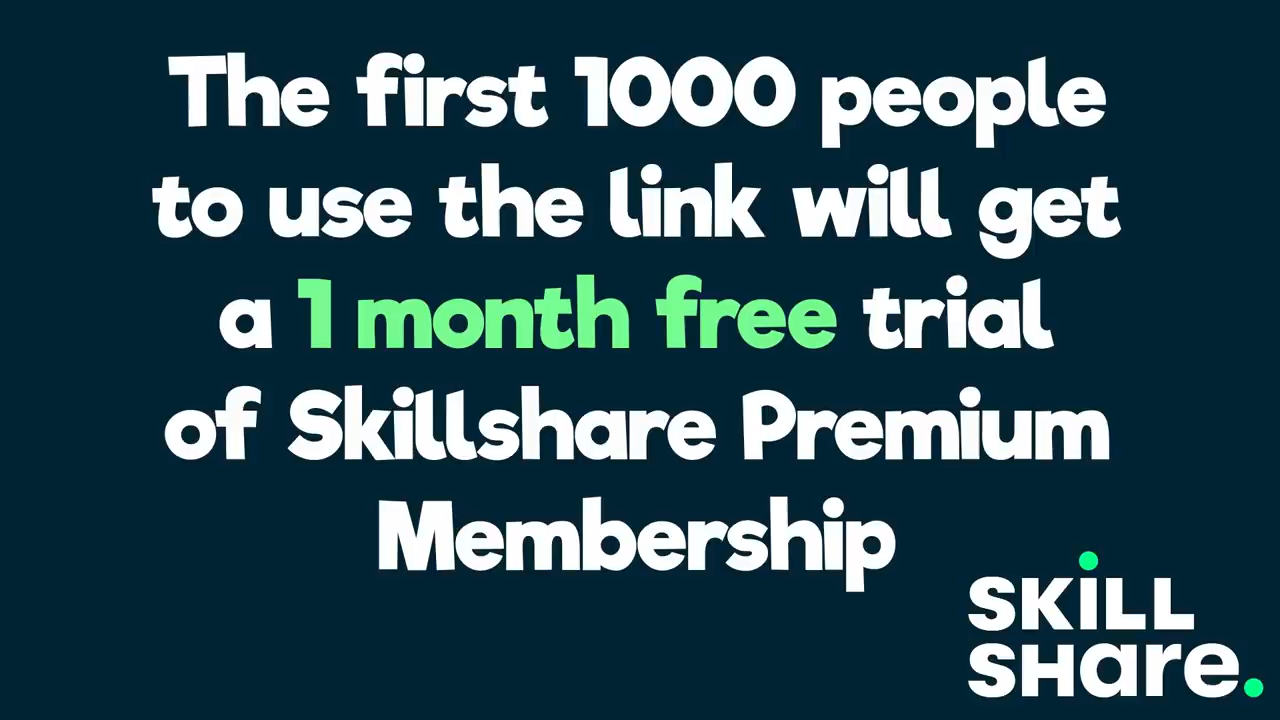 The first 1000 people
to use the link will get
a 1 month free trial
of Skillshare Premium
Membership
SKiLL
SHare.